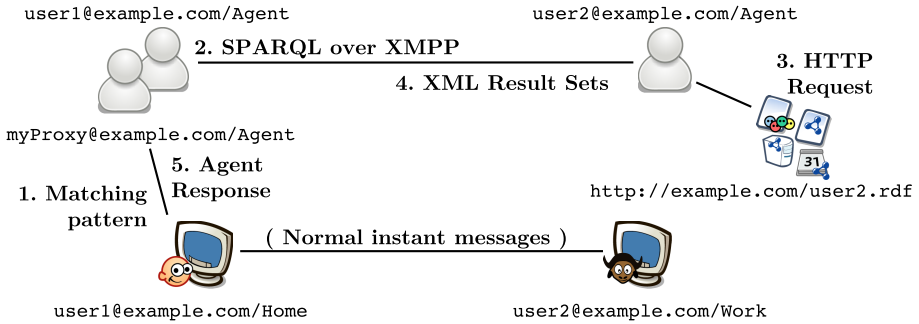 user1@example.com/Agent
user2@example.com/Agent
2. SPARQL over XMPP
4. XML Result Sets
3. HTTP
Request
myProxy@example.com/Agent
31
5. Agent
Response
1. Matching
pattern
http://example.com/user2.rdf
( Normal instant messages )
user1@example.com/Home
user2@example.com/Work